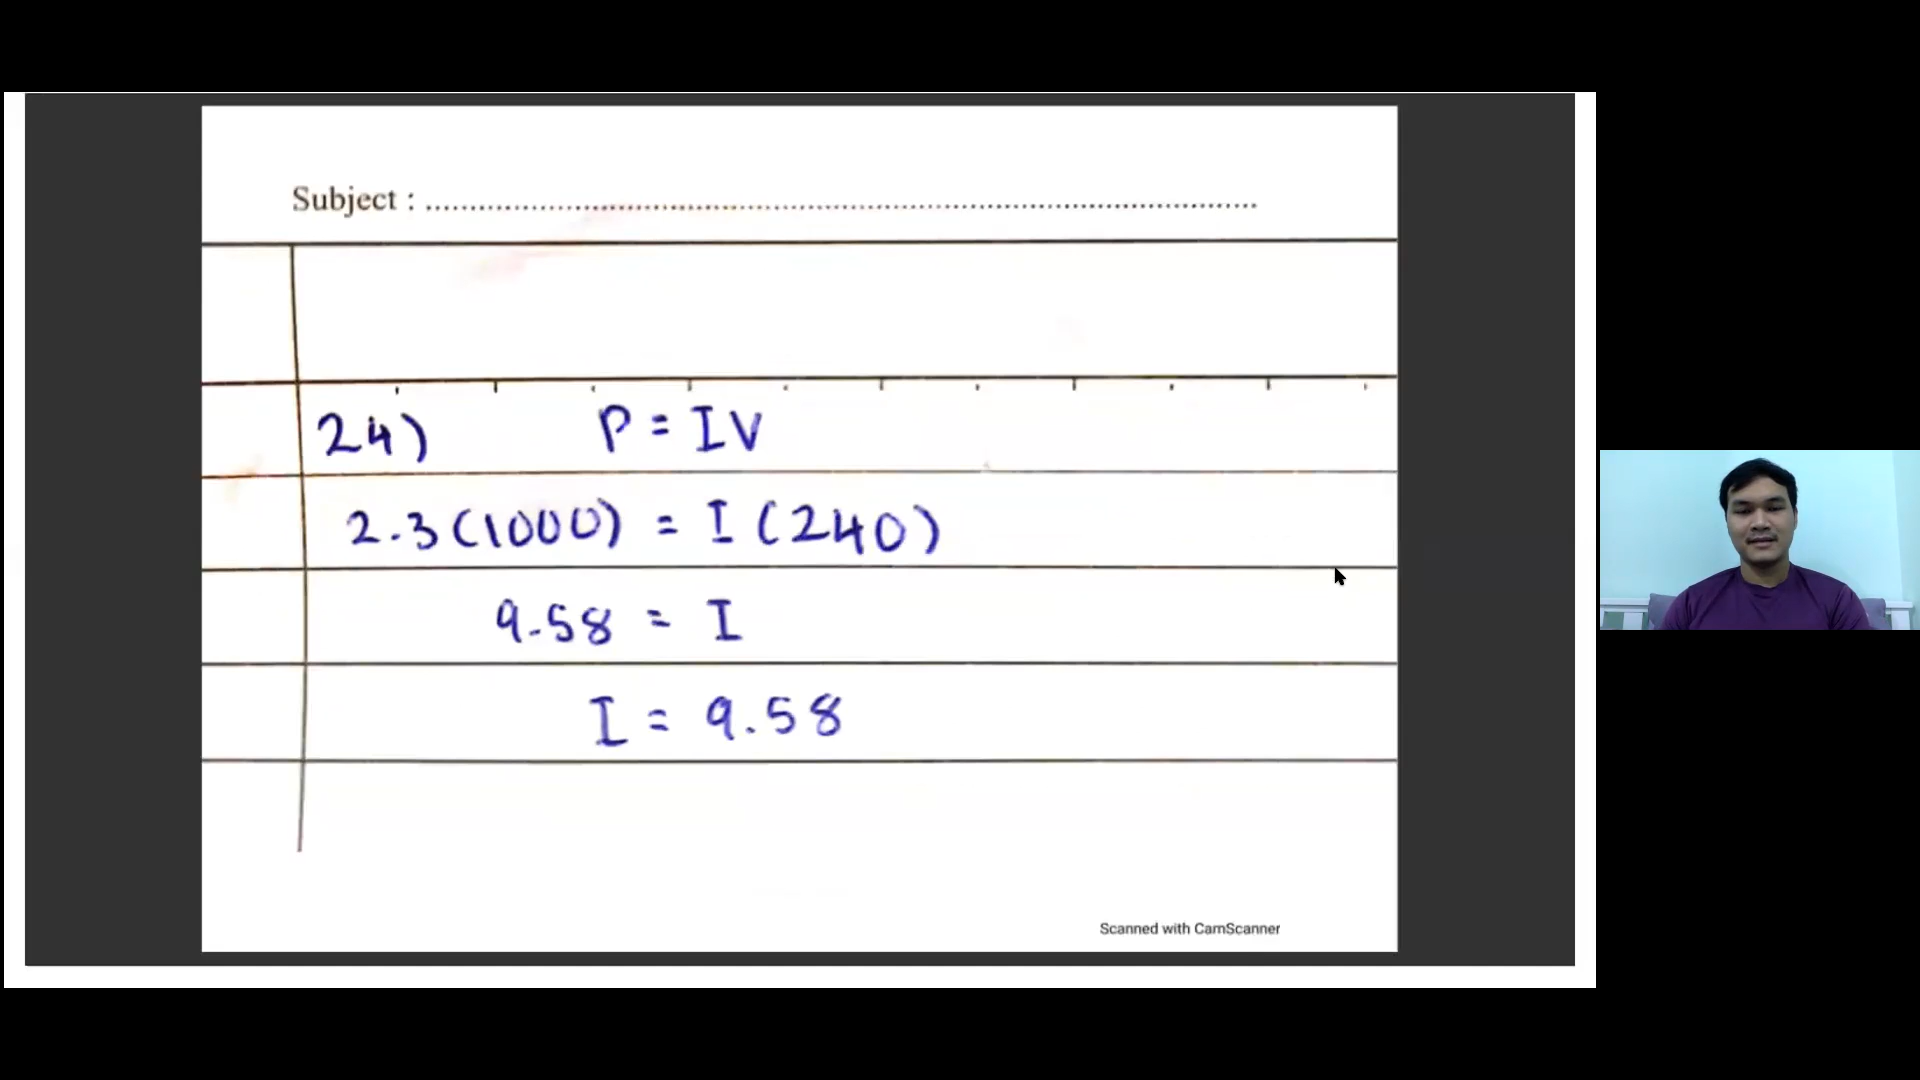 Subject : ........................................................................................................
24) P = IV
2.3(1000) = I(240)
9.58 = I
I = 9.58
Scanned with CamScanner